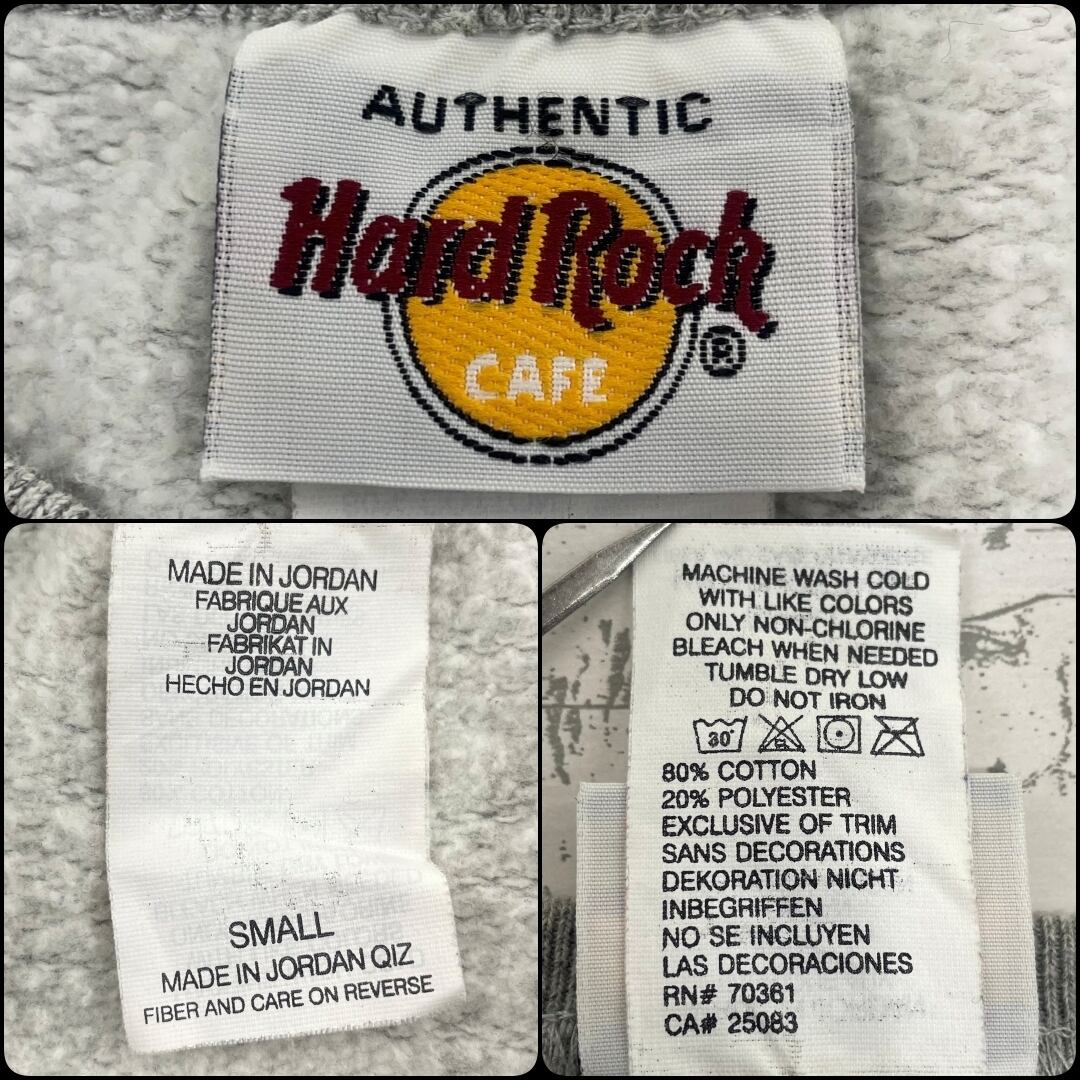 AUTHENTIC
Hard Rock
CAFE
®
MADE IN JORDAN
FABRIQUE AUX
JORDAN
FABRIKAT IN
JORDAN
HECHO EN JORDAN
SMALL
MADE IN JORDAN QIZ
FIBER AND CARE ON REVERSE
MACHINE WASH COLD
WITH LIKE COLORS
ONLY NON-CHLORINE
BLEACH WHEN NEEDED
TUMBLE DRY LOW
DO NOT IRON
30°
80% COTTON
20% POLYESTER
EXCLUSIVE OF TRIM
SANS DECORATIONS
DEKORATION NICHT
INBEGRIFFEN
NO SE INCLUYEN
LAS DECORACIONES
RN# 70361
CA# 25083